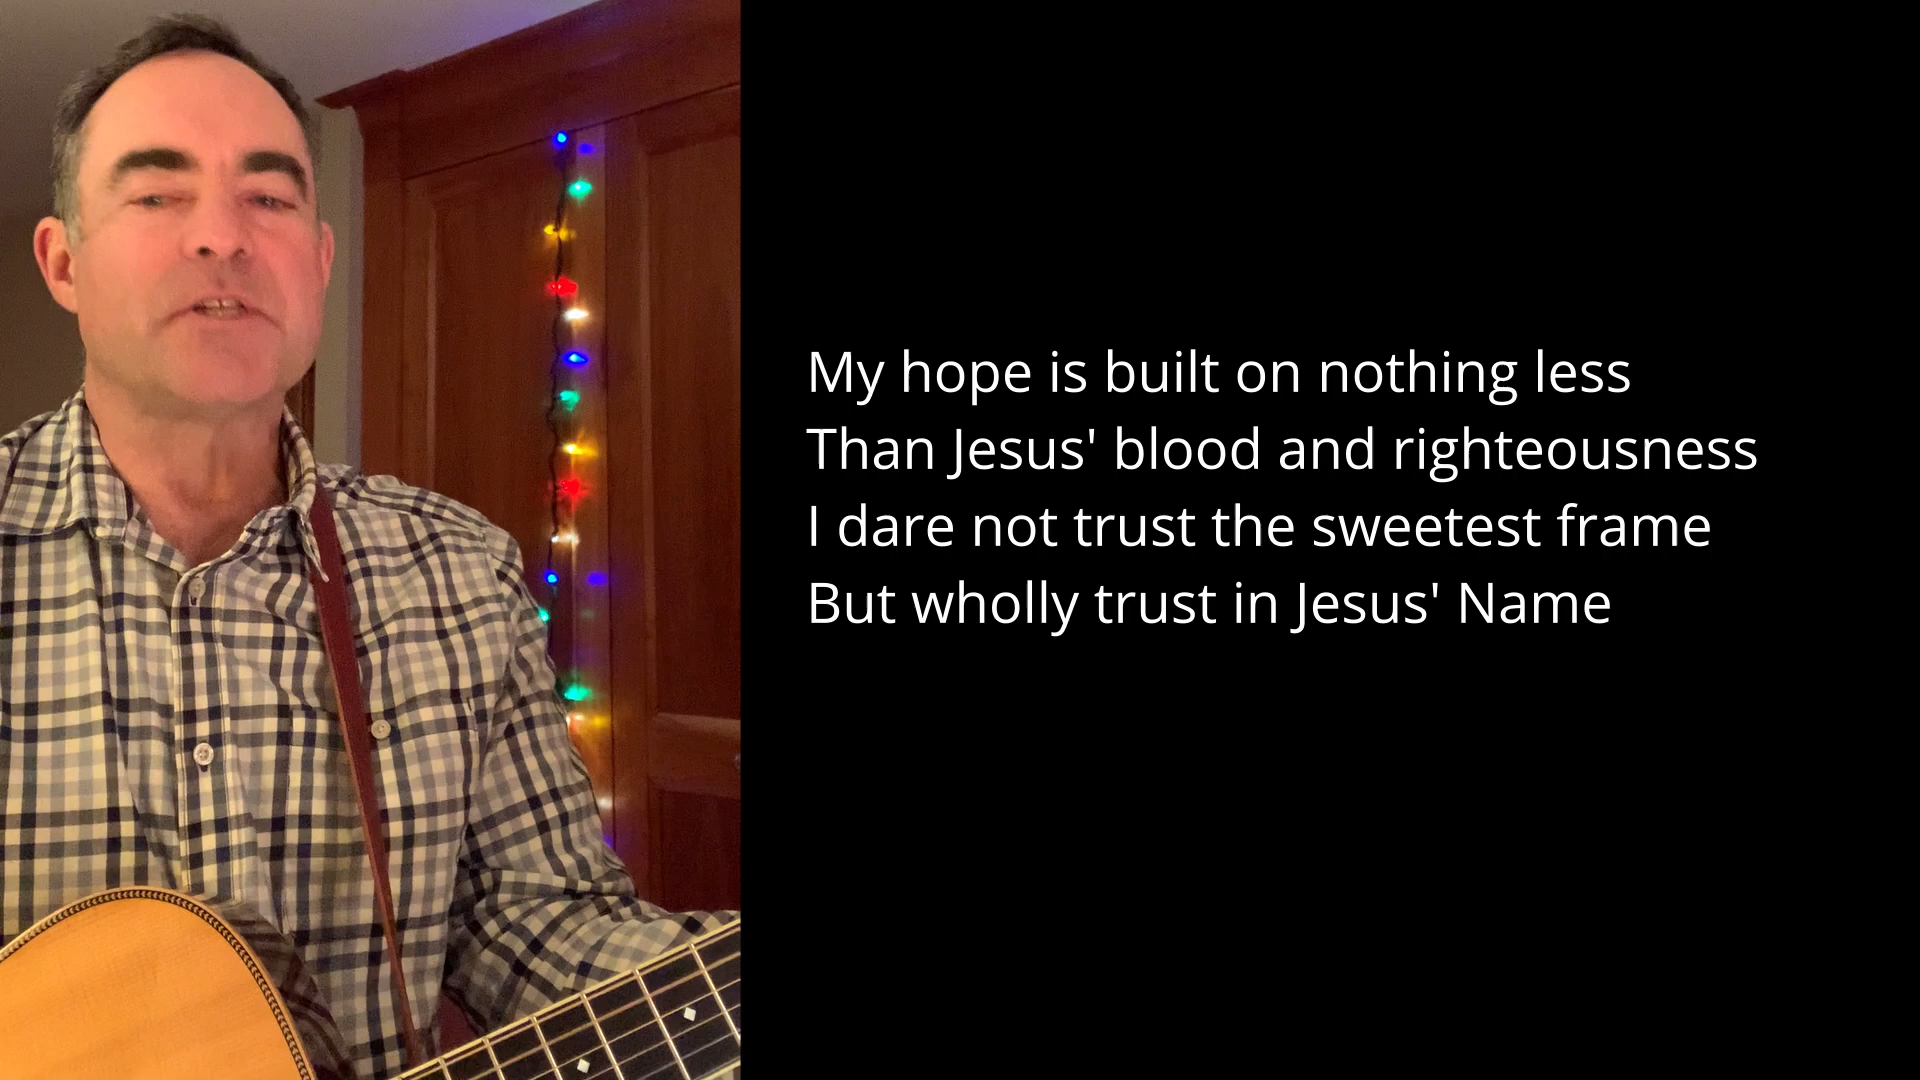 My hope is built on nothing less
Than Jesus' blood and righteousness
I dare not trust the sweetest frame
But wholly trust in Jesus' Name